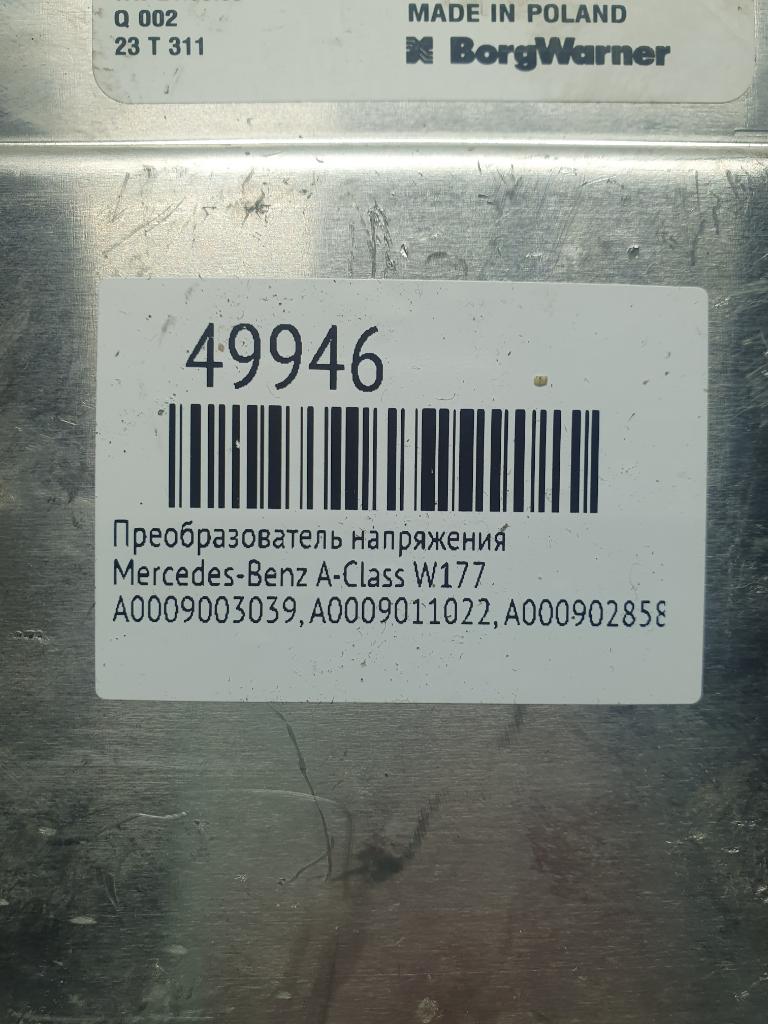 Q 002
MADE IN POLAND
23 T 311
BorgWarner
49946
Преобразователь напряжения
Mercedes-Benz A-Class W177
A0009003039, A0009011022, A000902858